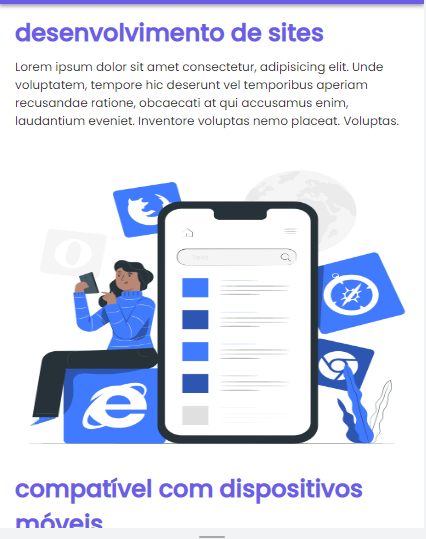 desenvolvimento de sites
Lorem ipsum dolor sit amet consectetur, adipisicing elit. Unde
voluptatem, tempore hic deserunt vel temporibus aperiam
recusandae ratione, obcaecati at qui accusamus enim,
laudantium eveniet. Inventore voluptas nemo placeat. Voluptas.
compatível com dispositivos
móveis